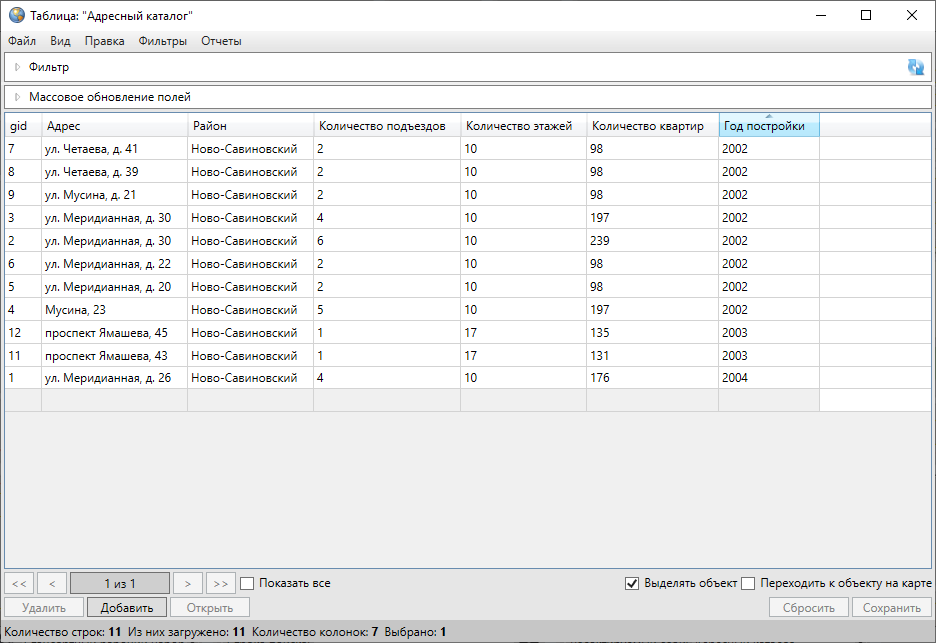 Таблица: "Адресный каталог"
Файл Вид Правка Фильтры Отчеты
Фильтр
Массовое обновление полей
gid Адрес Район Количество подъездов Количество этажей Количество квартир Год постройки
7 ул. Четаева, д. 41 Ново-Савиновский 2 10 98 2002
8 ул. Четаева, д. 39 Ново-Савиновский 2 10 98 2002
9 ул. Мусина, д. 21 Ново-Савиновский 2 10 98 2002
3 ул. Меридианная, д. 30 Ново-Савиновский 4 10 197 2002
2 ул. Меридианная, д. 30 Ново-Савиновский 6 10 239 2002
6 ул. Меридианная, д. 22 Ново-Савиновский 2 10 98 2002
5 ул. Меридианная, д. 20 Ново-Савиновский 2 10 98 2002
4 Мусина, 23 Ново-Савиновский 5 10 197 2002
12 проспект Ямашева, 45 Ново-Савиновский 1 17 135 2003
11 проспект Ямашева, 43 Ново-Савиновский 1 17 131 2003
1 ул. Меридианная, д. 26 Ново-Савиновский 4 10 176 2004
<< < 1 из 1 > >> Показать все Выделять объект Переходить к объекту на карте
Удалить Добавить Открыть Сбросить Сохранить
Количество строк: 11 Из них загружено: 11 Количество колонок: 7 Выбрано: 1